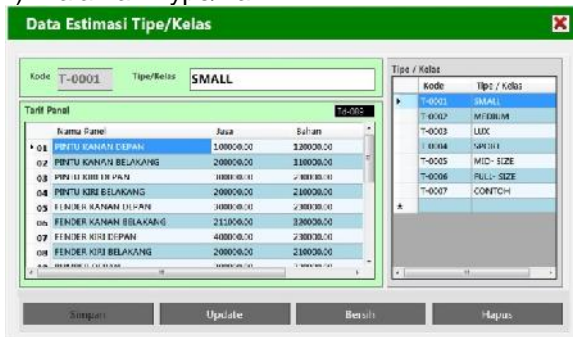 Data Estimasi Tipe/Kelas
Kode T-0001 Tipe/Kelas SMALL
Tarif Panel
Nama Panel Jasa Bahan
01 PINTU KANAN DEPAN 100000.00 120000.00
02 PINTU KANAN BELAKANG 200000.00 110000.00
03 PINTU KIRI DEPAN 300000.00 230000.00
04 PINTU KIRI BELAKANG 200000.00 210000.00
05 FENDER KANAN DEPAN 300000.00 230000.00
06 FENDER KANAN BELAKANG 211000.00 220000.00
07 FENDER KIRI DEPAN 400000.00 230000.00
08 FENDER KIRI BELAKANG 200000.00 210000.00
Tipe / Kelas
Kode Tipe / Kelas
T-0001 SMALL
T-0002 MEDIUM
T-0003 LUX
T-0004 SPORT
T-0005 MID- SIZE
T-0006 FULL- SIZE
T-0007 CONTOH
Simpan Update Bersih Hapus